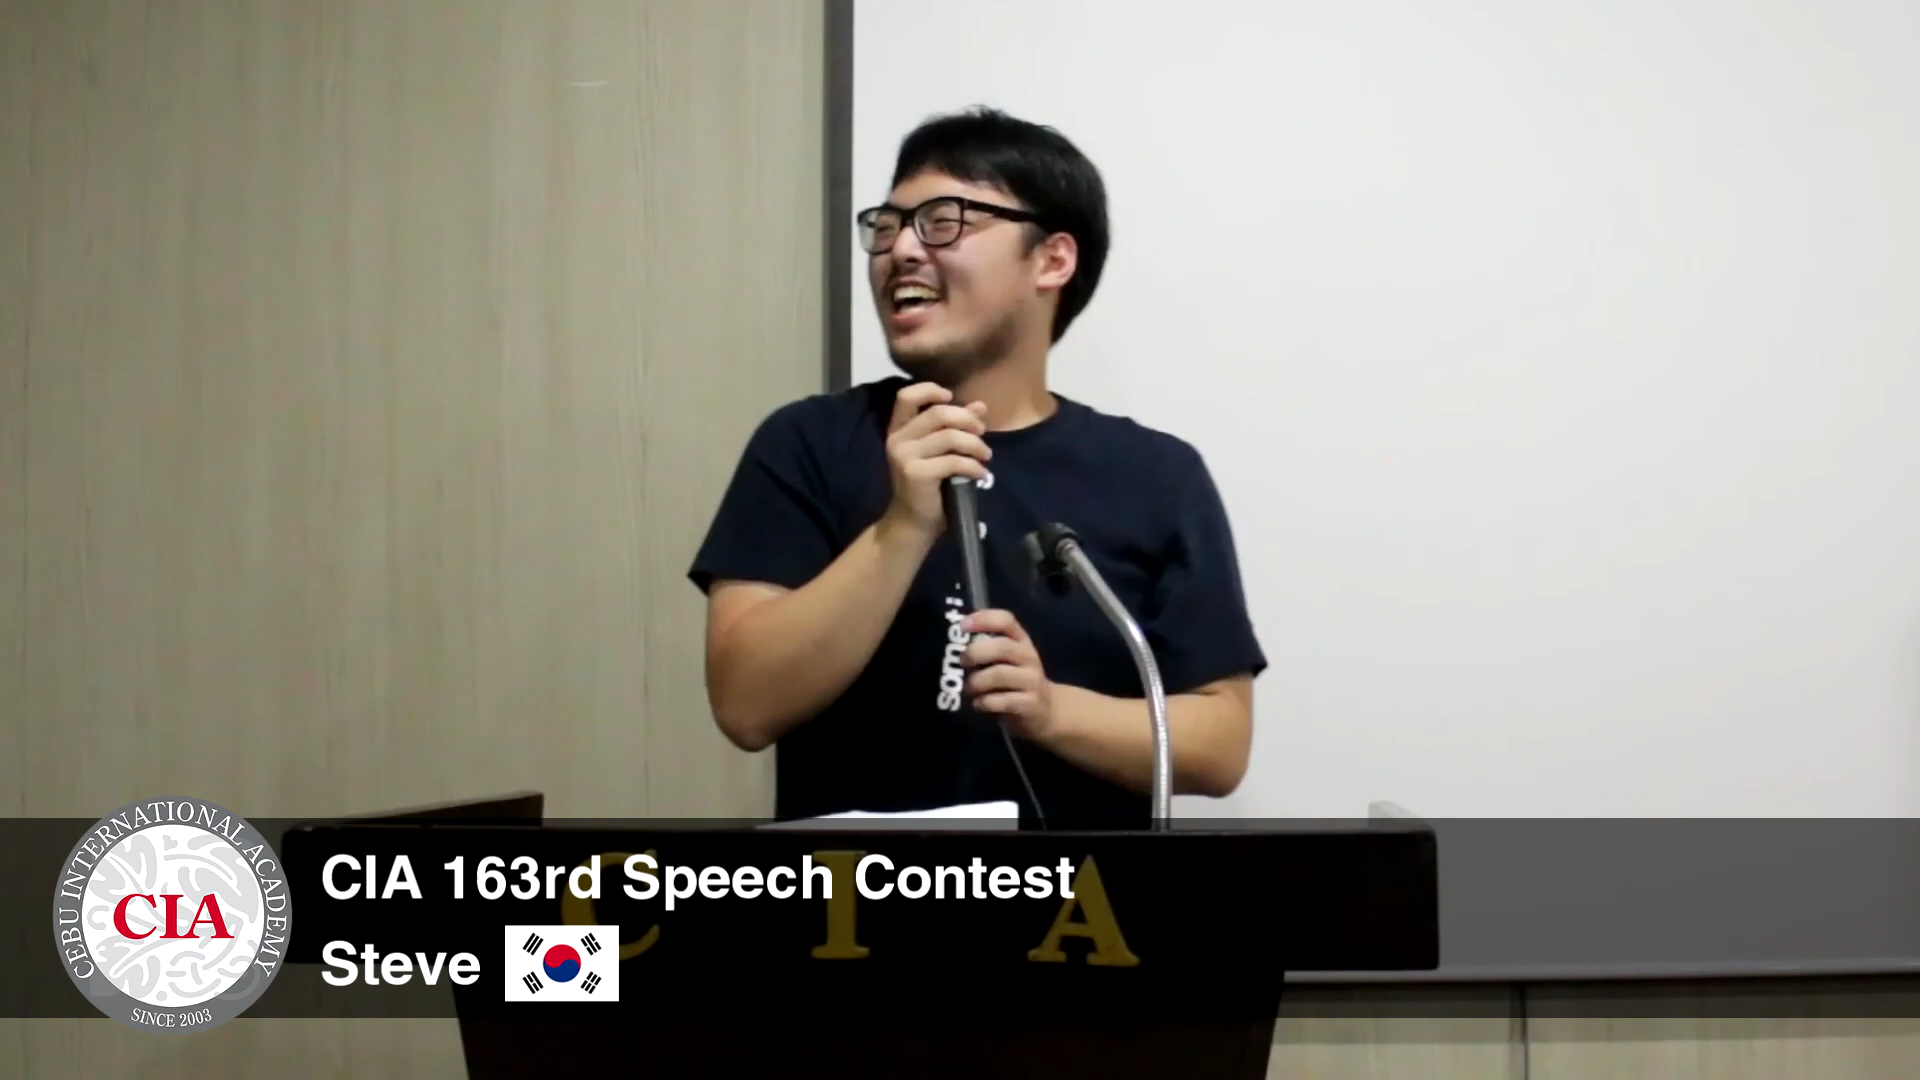 CEBU INTERNATIONAL ACADEMY
CIA
SINCE 2003
CIA 163rd Speech Contest
Steve
C I A